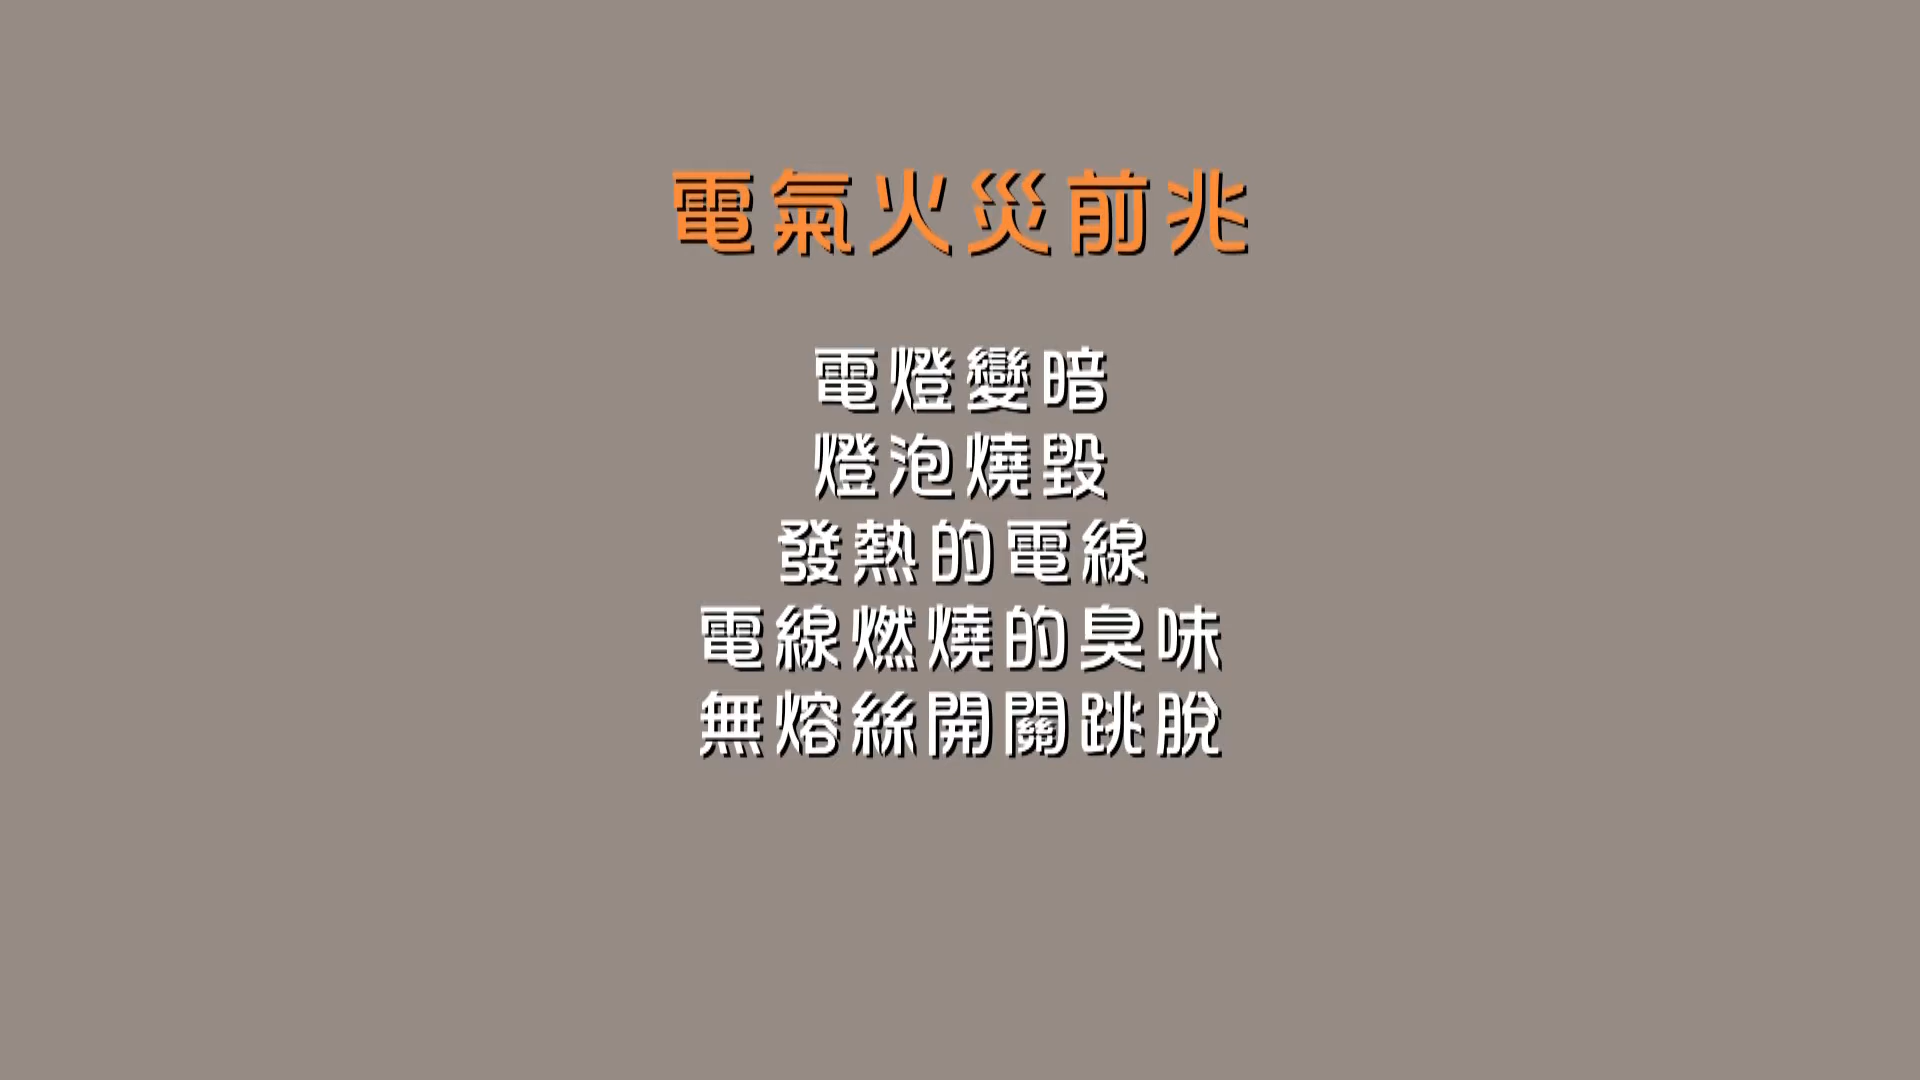 電氣火災前兆
電燈變暗
燈泡燒毀
發熱的電線
電線燃燒的臭味
無熔絲開關跳脫